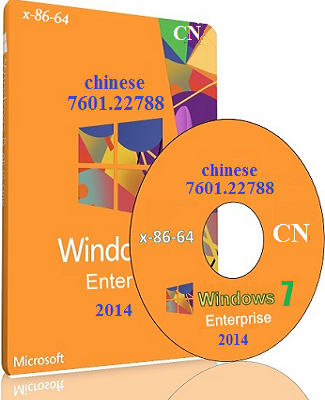 x-86-64
CN
chinese
7601.22788
Windo
Enter
2014
Microsoft
chinese
7601.22788
x-86-64
CN
Windows 7
Enterprise
2014